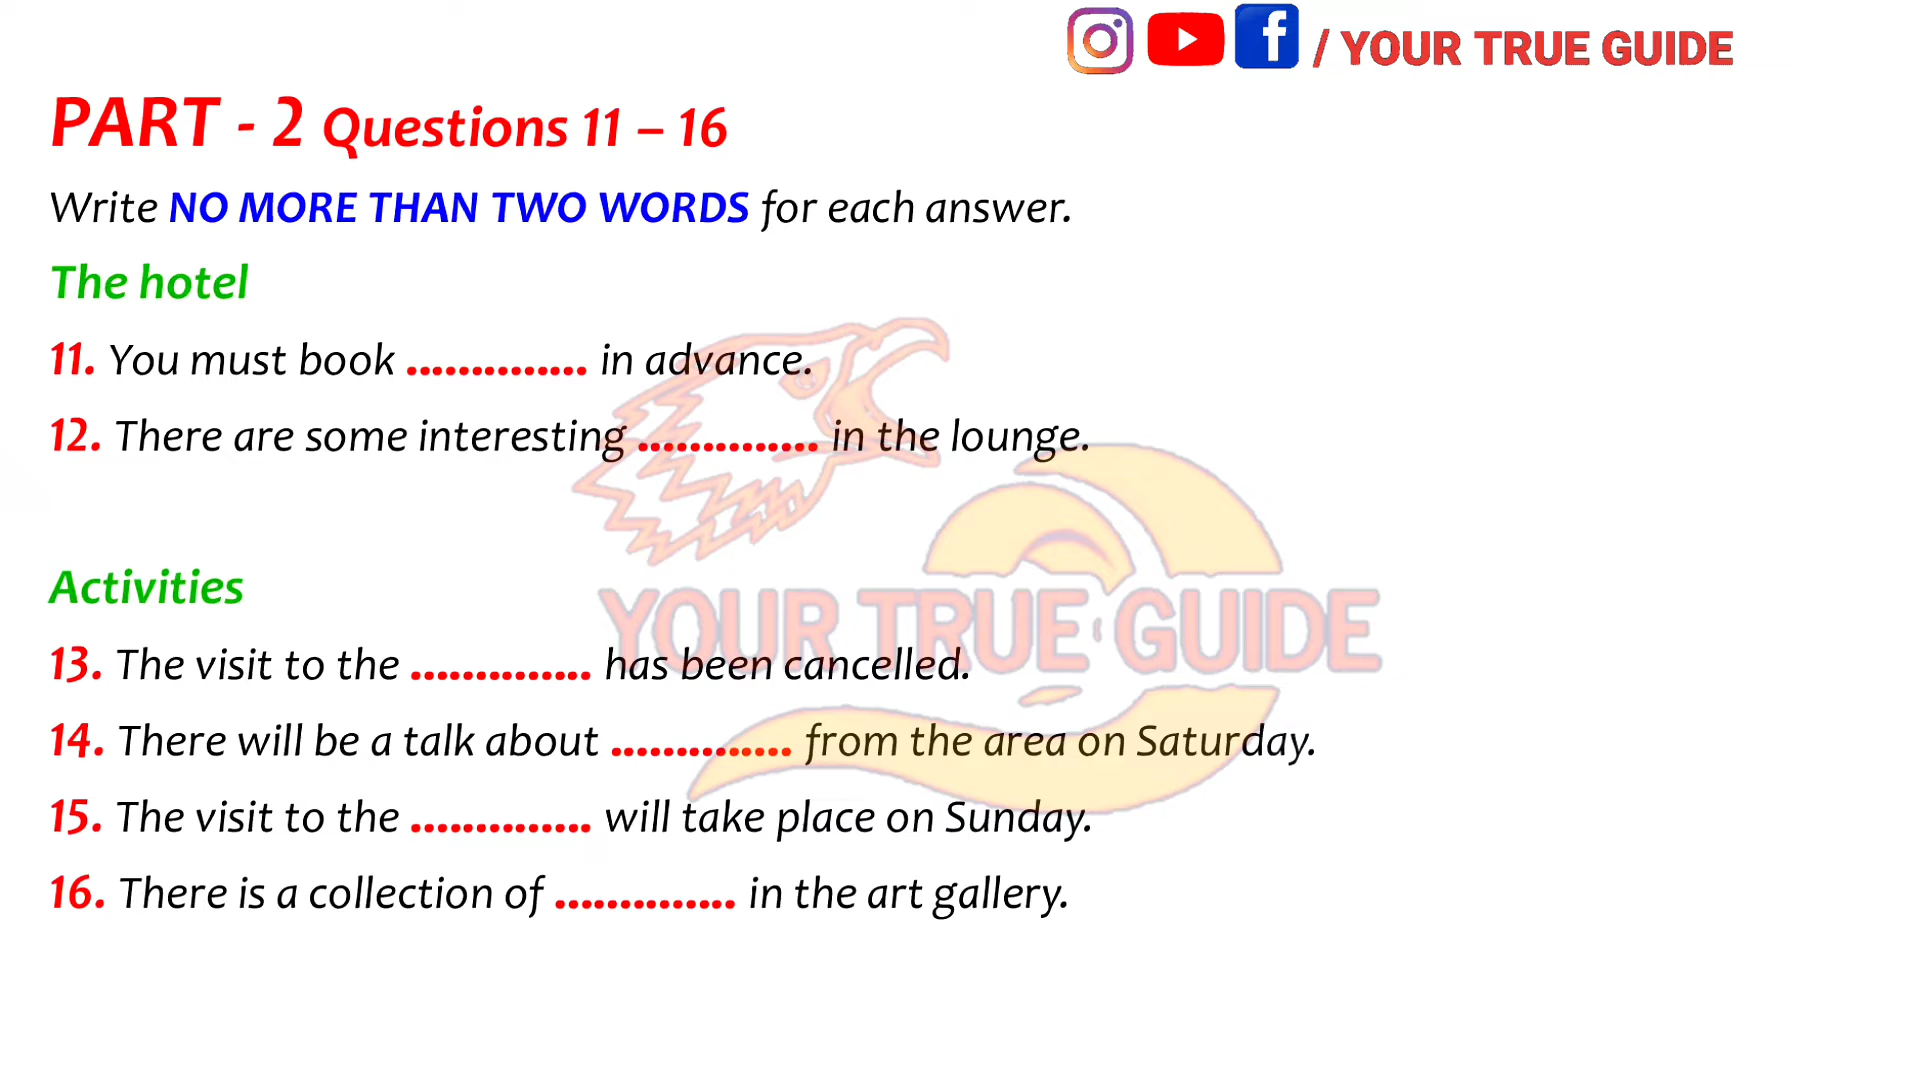 / YOUR TRUE GUIDE
PART - 2 Questions 11 – 16
Write NO MORE THAN TWO WORDS for each answer.
The hotel
11. You must book .............. in advance.
12. There are some interesting .............. in the lounge.
Activities
13. The visit to the .............. has been cancelled.
14. There will be a talk about .............. from the area on Saturday.
15. The visit to the .............. will take place on Sunday.
16. There is a collection of .............. in the art gallery.
YOUR TRUE GUIDE